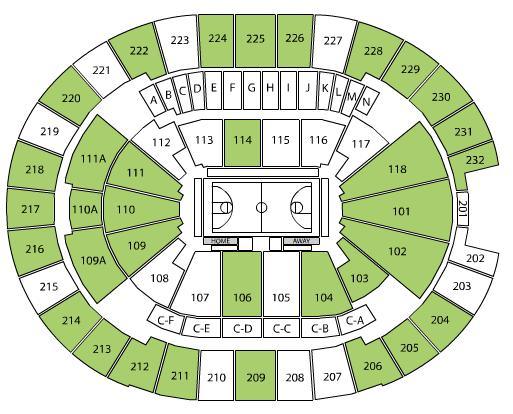 222 223 224 225 226 227 228
221 229
220 230
219 231
218 232
217 201
216 202
215 203
214 204
213 205
212 206
211 210 209 208 207
A B C D E F G H I J K L M N
112 113 114 115 116 117
111A 111 118
110A 110 101
109A 109 102
HOME AWAY
108 107 106 105 104 103
C-F C-E C-D C-C C-B C-A